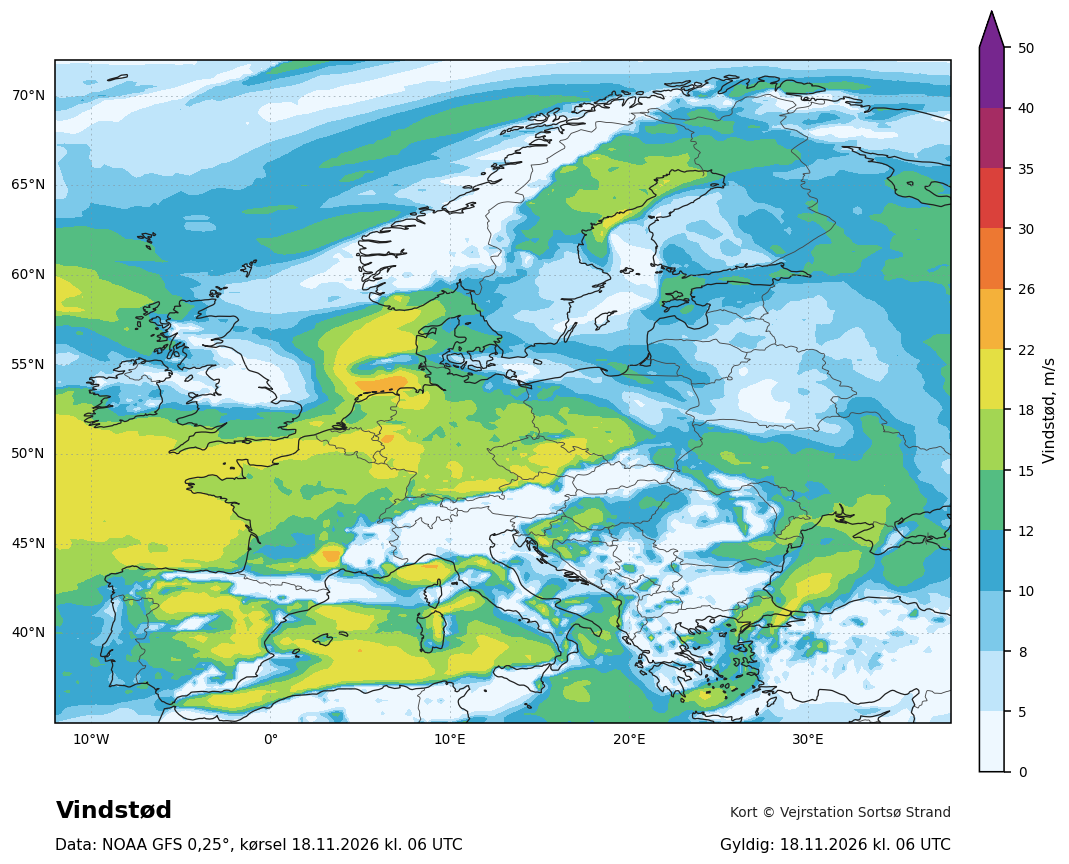 50
40
35
30
26
22
18
15
12
10
8
5
0
Vindstød, m/s
70°N
65°N
60°N
55°N
50°N
45°N
40°N
10°W
0°
10°E
20°E
30°E
Vindstød
Kort © Vejrstation Sortsø Strand
Data: NOAA GFS 0,25°, kørsel 18.11.2026 kl. 06 UTC
Gyldig: 18.11.2026 kl. 06 UTC